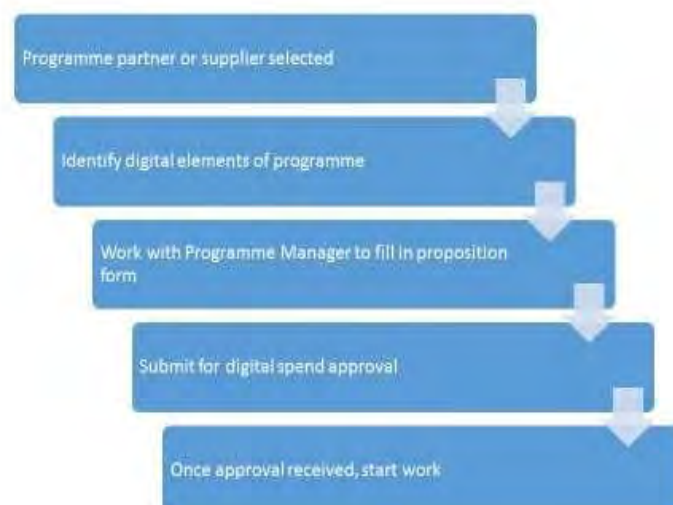 Programme partner or supplier selected
Identify digital elements of programme
Work with Programme Manager to fill in proposition
form
Submit for digital spend approval
Once approval received, start work